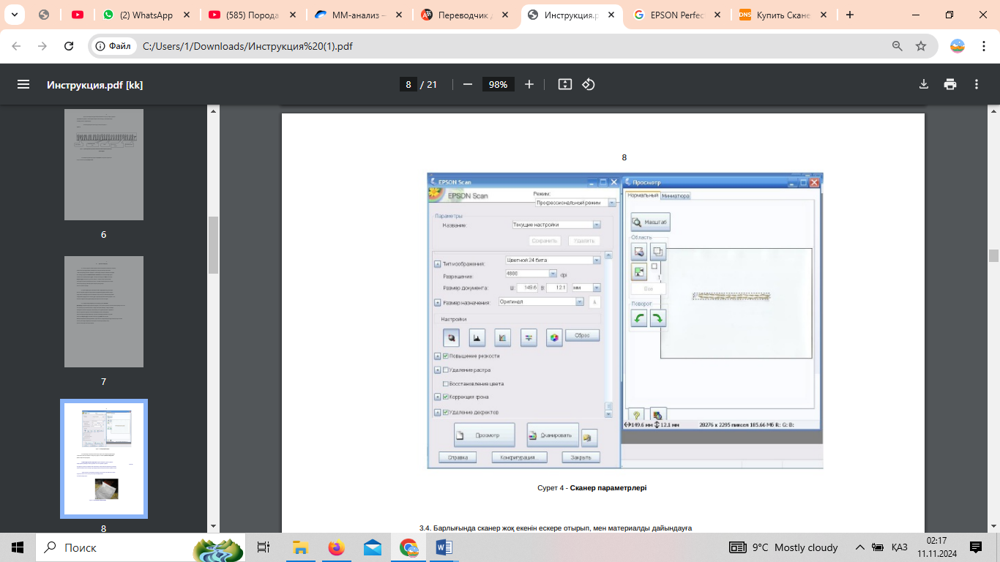 (2) WhatsApp
(585) Порода
ММ-анализ –
Переводчик д
Инструкция.р
EPSON Perfec
DNS
Купить Скане
Файл
C:/Users/1/Downloads/Инструкция%20(1).pdf
Инструкция.pdf [kk]
8 / 21
98%
6
7
8
8
EPSON Scan
EPSON Scan
Режим:
Профессиональный режим
Параметры
Название:
Текущие настройки
Сохранить
Удалить
Тип изображения:
Цветной 24 бита
Разрешение:
4800
dpi
Размер документа:
Ш:
149.6
В:
12.1
мм
Размер назначения:
Оригинал
Настройки
Сброс
Повышение резкости
Удаление растра
Восстановление цвета
Коррекция фона
Удаление дефектов
Просмотр
Сканировать
Справка
Конфигурация
Закрыть
Просмотр
Нормальный
Миниатюра
Масштаб
Область
1
Все
Поворот
149.6 мм
12.1 мм
28276 x 2295 пиксел 185.66 Мб R: G: B:
Сурет 4 - Сканер параметрлері
3.4. Барлығында сканер жоқ екенін ескере отырып, мен материалды дайындауға
Поиск
9°C Mostly cloudy
ҚАЗ
02:17
11.11.2024